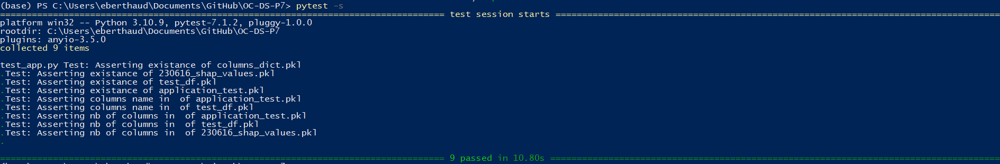 (base) PS C:\Users\eberthaud\Documents\GitHub\OC-DS-P7> pytest -s
============================= test session starts =============================
platform win32 -- Python 3.10.9, pytest-7.1.2, pluggy-1.0.0
rootdir: C:\Users\eberthaud\Documents\GitHub\OC-DS-P7
plugins: anyio-3.5.0
collected 9 items
test_app.py Test: Asserting existance of columns_dict.pkl
.Test: Asserting existance of 230616_shap_values.pkl
.Test: Asserting existance of test_df.pkl
.Test: Asserting existance of application_test.pkl
.Test: Asserting columns name in  of application_test.pkl
.Test: Asserting columns name in  of test_df.pkl
.Test: Asserting nb of columns in  of application_test.pkl
.Test: Asserting nb of columns in  of test_df.pkl
.Test: Asserting nb of columns in  of 230616_shap_values.pkl
.
============================= 9 passed in 10.80s =============================